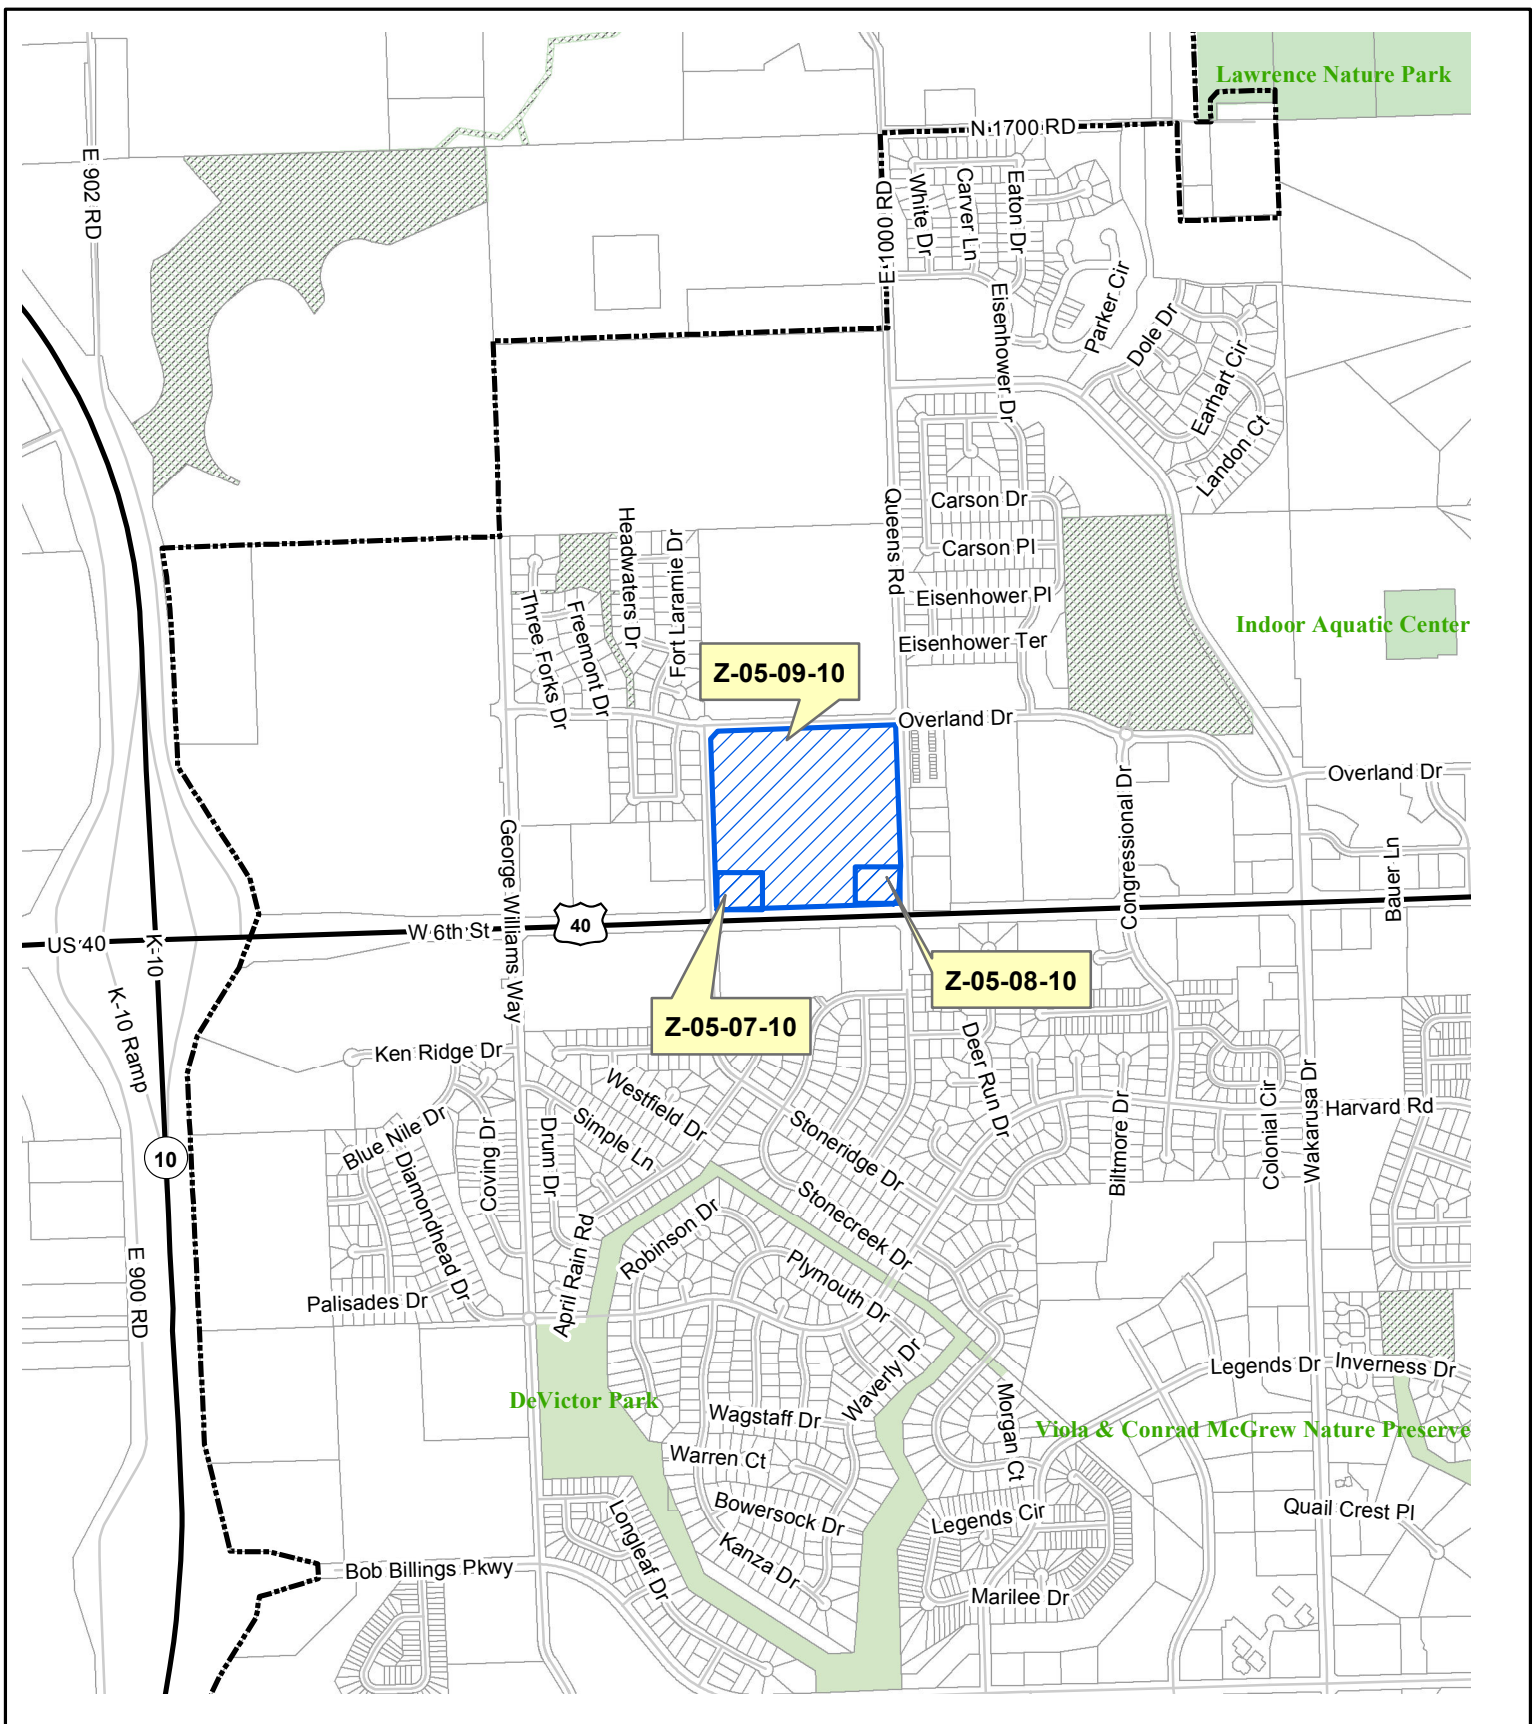 Lawrence Nature Park
N 1700 RD
E 902 RD
White Dr
Carver Ln
Eaton Dr
E 1000 RD
Parker Cir
Eisenhower Dr
Dole Dr
Earhart Cir
Landon Ct
Queens Rd
Carson Dr
Carson Pl
Eisenhower Pl
Eisenhower Ter
Headwaters Dr
Fort Laramie Dr
Three Forks Dr
Freemont Dr
Indoor Aquatic Center
Z-05-09-10
Overland Dr
Overland Dr
Congressional Dr
Bauer Ln
George Williams Way
W 6th St
40
US 40
K-10
K-10 Ramp
Z-05-08-10
Z-05-07-10
Ken Ridge Dr
Deer Run Dr
Westfield Dr
Simple Ln
Blue Nile Dr
Coving Dr
Drum Dr
Stoneridge Dr
Biltmore Dr
Colonial Cir
Wakarusa Dr
Harvard Rd
10
Diamondhead Dr
Stonecreek Dr
Robinson Dr
April Rain Rd
Plymouth Dr
E 900 RD
Palisades Dr
Waverly Dr
Legends Dr
Inverness Dr
DeVictor Park
Morgan Ct
Wagstaff Dr
Viola & Conrad McGrew Nature Preserve
Warren Ct
Bowersock Dr
Legends Cir
Quail Crest Pl
Longleaf Dr
Kanza Dr
Bob Billings Pkwy
Marilee Dr